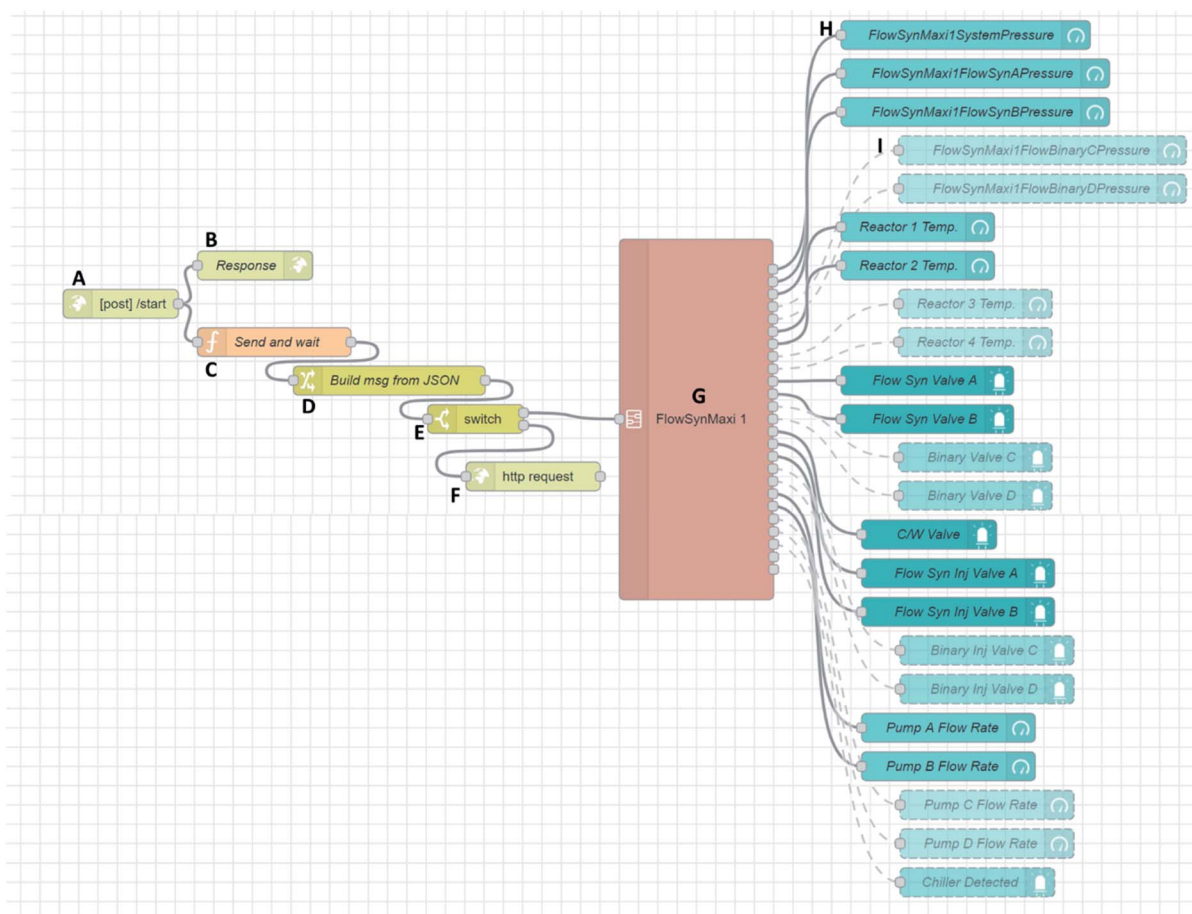 A
[post] /start
B
Response
C
Send and wait
D
Build msg from JSON
E
switch
F
http request
G
FlowSynMaxi 1
H
FlowSynMaxi1SystemPressure
FlowSynMaxi1FlowSynAPressure
FlowSynMaxi1FlowSynBPressure
I
FlowSynMaxi1FlowBinaryCPressure
FlowSynMaxi1FlowBinaryDPressure
Reactor 1 Temp.
Reactor 2 Temp.
Reactor 3 Temp.
Reactor 4 Temp.
Flow Syn Valve A
Flow Syn Valve B
Binary Valve C
Binary Valve D
C/W Valve
Flow Syn Inj Valve A
Flow Syn Inj Valve B
Binary Inj Valve C
Binary Inj Valve D
Pump A Flow Rate
Pump B Flow Rate
Pump C Flow Rate
Pump D Flow Rate
Chiller Detected